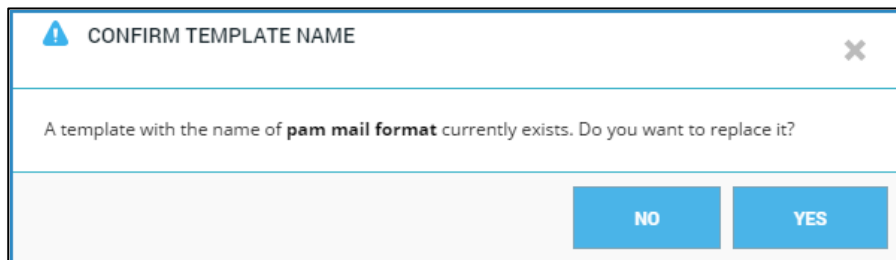 CONFIRM TEMPLATE NAME
A template with the name of pam mail format currently exists. Do you want to replace it?
NO
YES